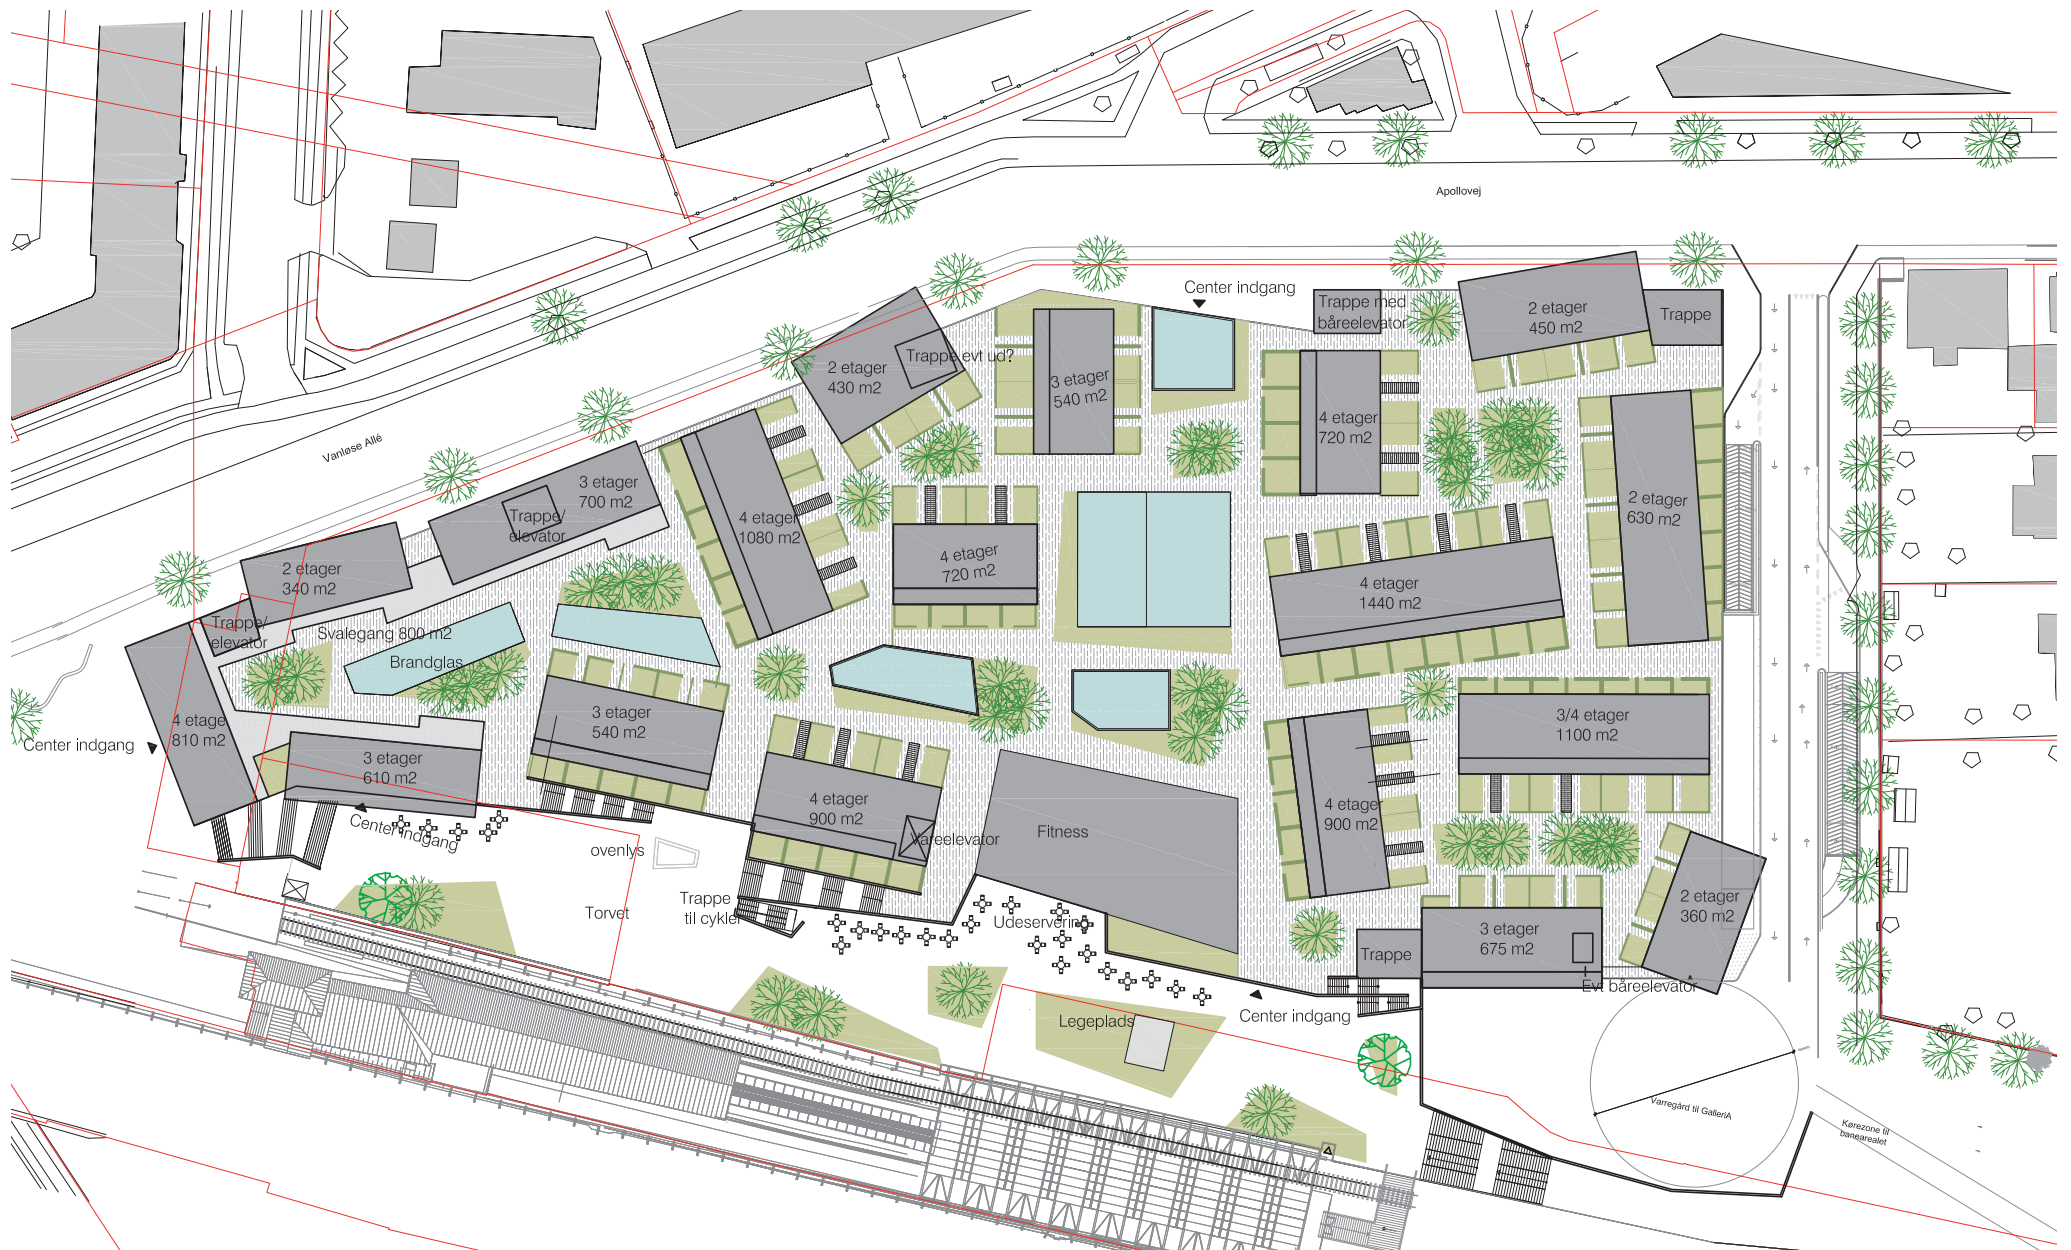 Apollovej
Center indgang
Trappe med
båreelevator
2 etager
450 m2
Trappe
2 etager
430 m2
Trappe evt ud?
3 etager
540 m2
4 etager
720 m2
Vanløse Allé
3 etager
700 m2
Trappe/
elevator
4 etager
1080 m2
2 etager
630 m2
4 etager
720 m2
2 etager
340 m2
4 etager
1440 m2
Trappe/
elevator
Svalegang 800 m2
Brandglas
4 etage
810 m2
Center indgang
3 etager
540 m2
3/4 etager
1100 m2
3 etager
610 m2
Center indgang
4 etager
900 m2
Vareelevator
Fitness
4 etager
900 m2
ovenlys
Torvet
Trappe
til cykler
Udeservering
2 etager
360 m2
3 etager
675 m2
Trappe
Evt båreelevator
Center indgang
Legeplads
Varregård til GalleriA
Kørezone til
banearealet